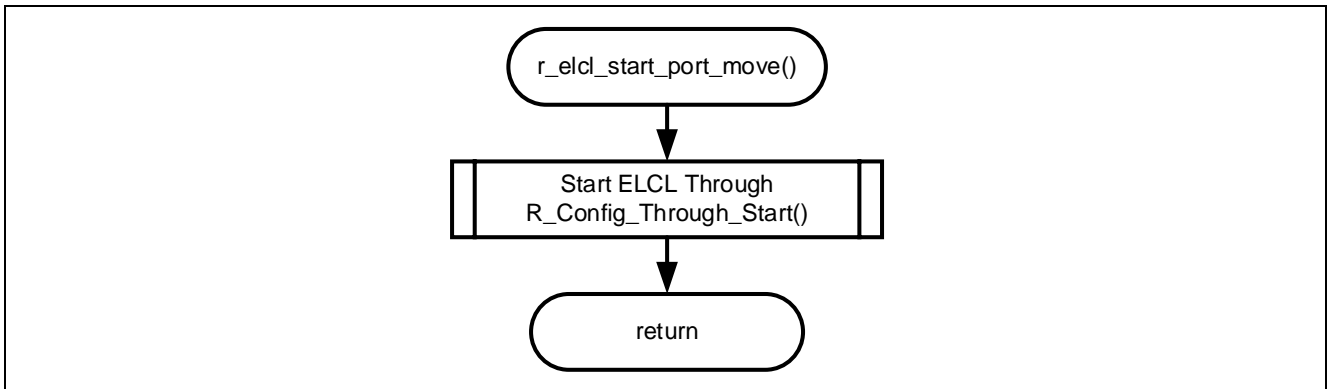 r_elcl_start_port_move()
Start ELCL Through
R_Config_Through_Start()
return